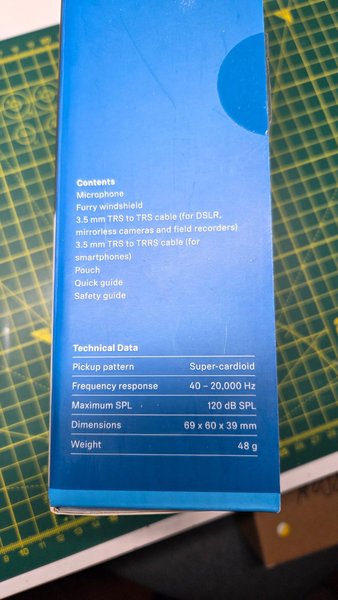 Contents
Microphone
Furry windshield
3.5 mm TRS to TRS cable (for DSLR,
mirrorless cameras and field recorders)
3.5 mm TRS to TRRS cable (for
smartphones)
Pouch
Quick guide
Safety guide
Technical Data
Pickup pattern Super-cardioid
Frequency response 40 – 20,000 Hz
Maximum SPL 120 dB SPL
Dimensions 69 x 60 x 39 mm
Weight 48 g